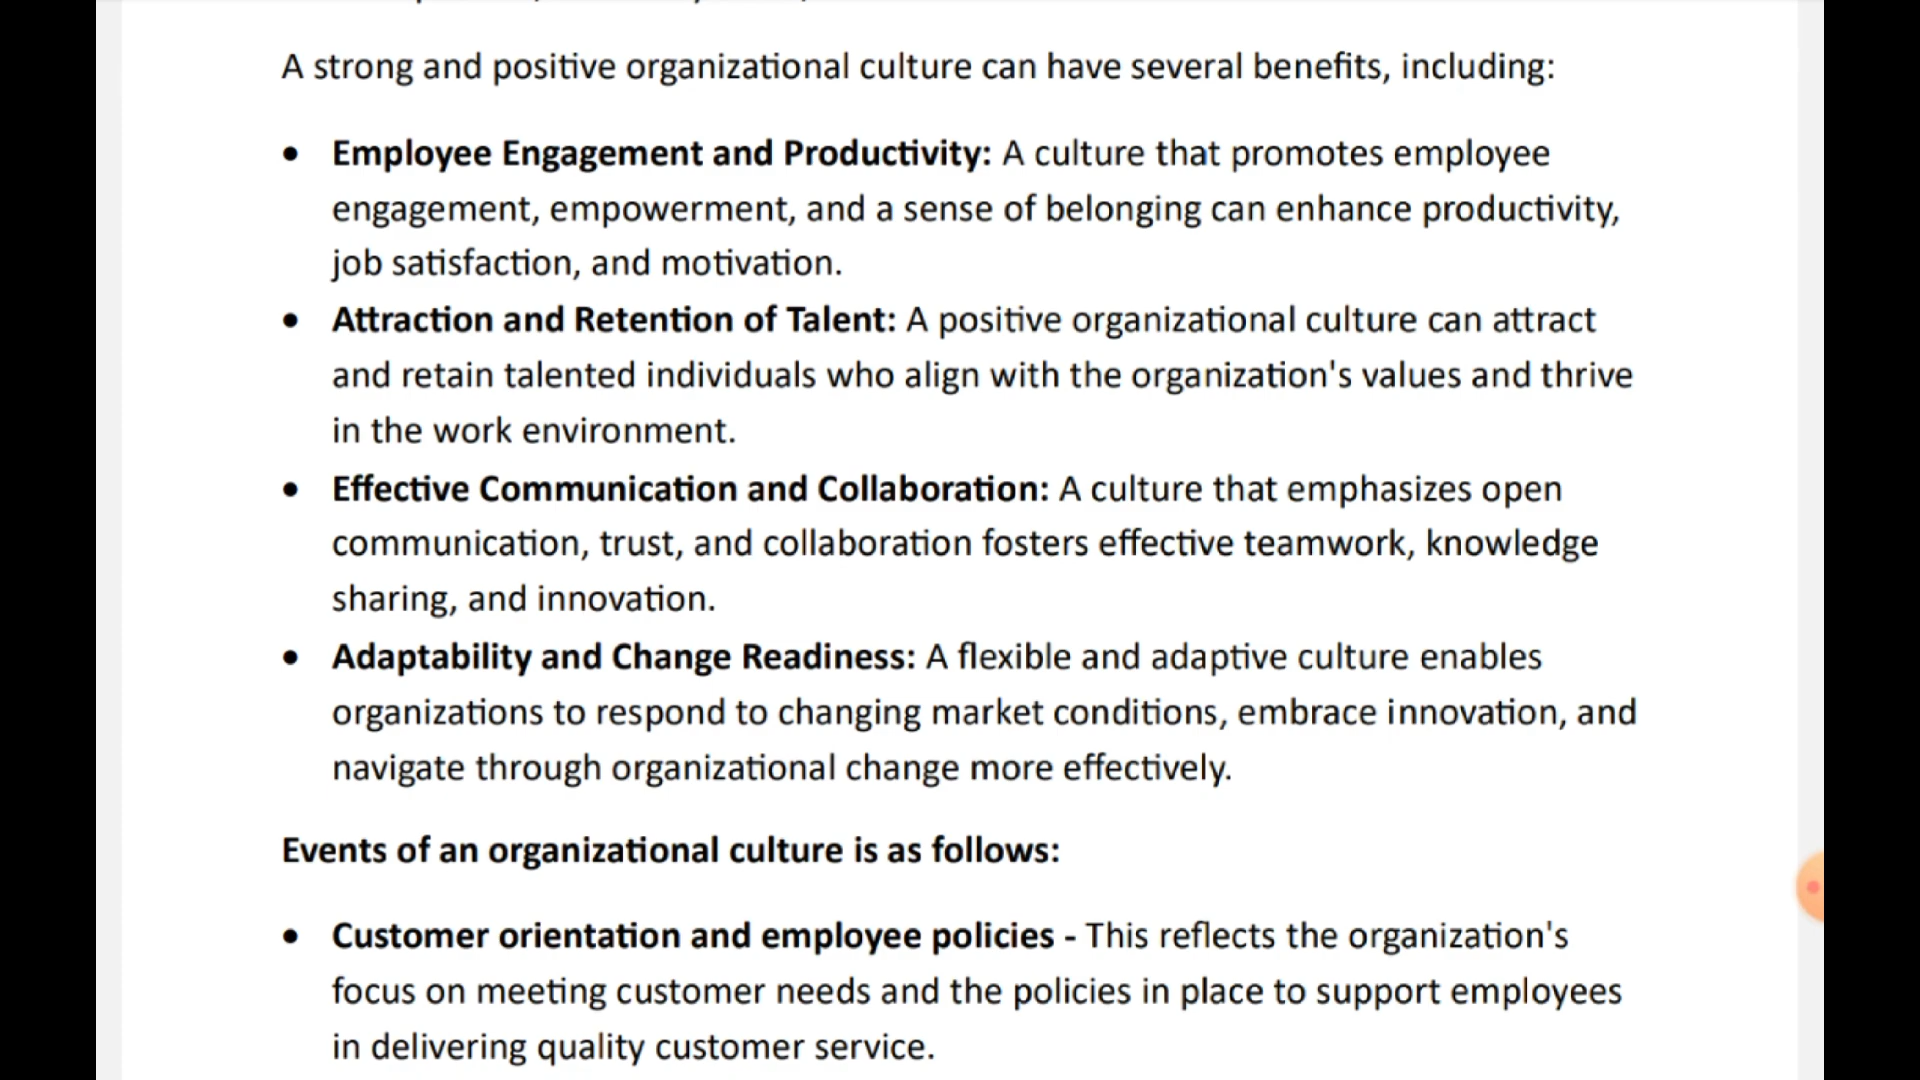 A strong and positive organizational culture can have several benefits, including:
• Employee Engagement and Productivity: A culture that promotes employee
engagement, empowerment, and a sense of belonging can enhance productivity,
job satisfaction, and motivation.
• Attraction and Retention of Talent: A positive organizational culture can attract
and retain talented individuals who align with the organization's values and thrive
in the work environment.
• Effective Communication and Collaboration: A culture that emphasizes open
communication, trust, and collaboration fosters effective teamwork, knowledge
sharing, and innovation.
• Adaptability and Change Readiness: A flexible and adaptive culture enables
organizations to respond to changing market conditions, embrace innovation, and
navigate through organizational change more effectively.
Events of an organizational culture is as follows:
• Customer orientation and employee policies - This reflects the organization's
focus on meeting customer needs and the policies in place to support employees
in delivering quality customer service.